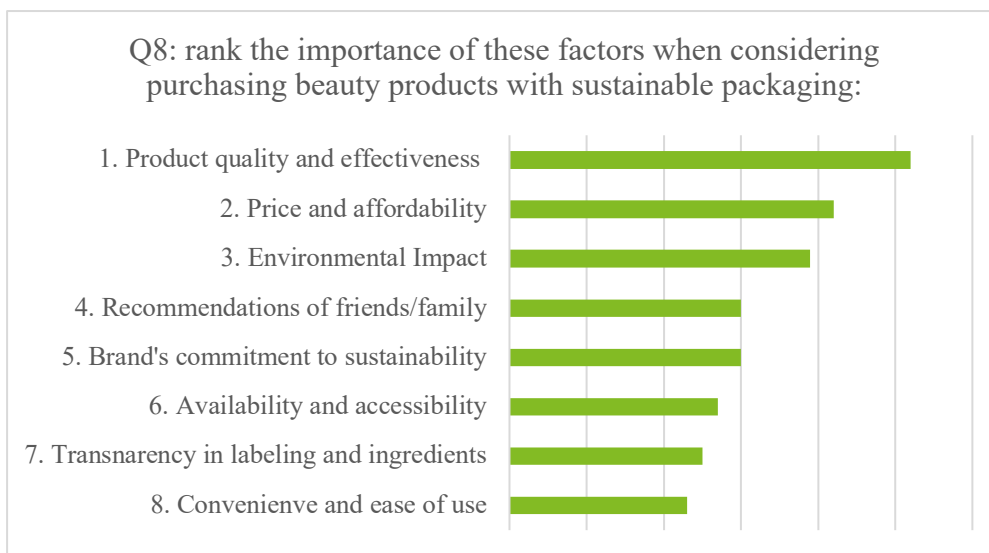 Q8: rank the importance of these factors when considering
purchasing beauty products with sustainable packaging:
1. Product quality and effectiveness
2. Price and affordability
3. Environmental Impact
4. Recommendations of friends/family
5. Brand's commitment to sustainability
6. Availability and accessibility
7. Transnarency in labeling and ingredients
8. Convenienve and ease of use